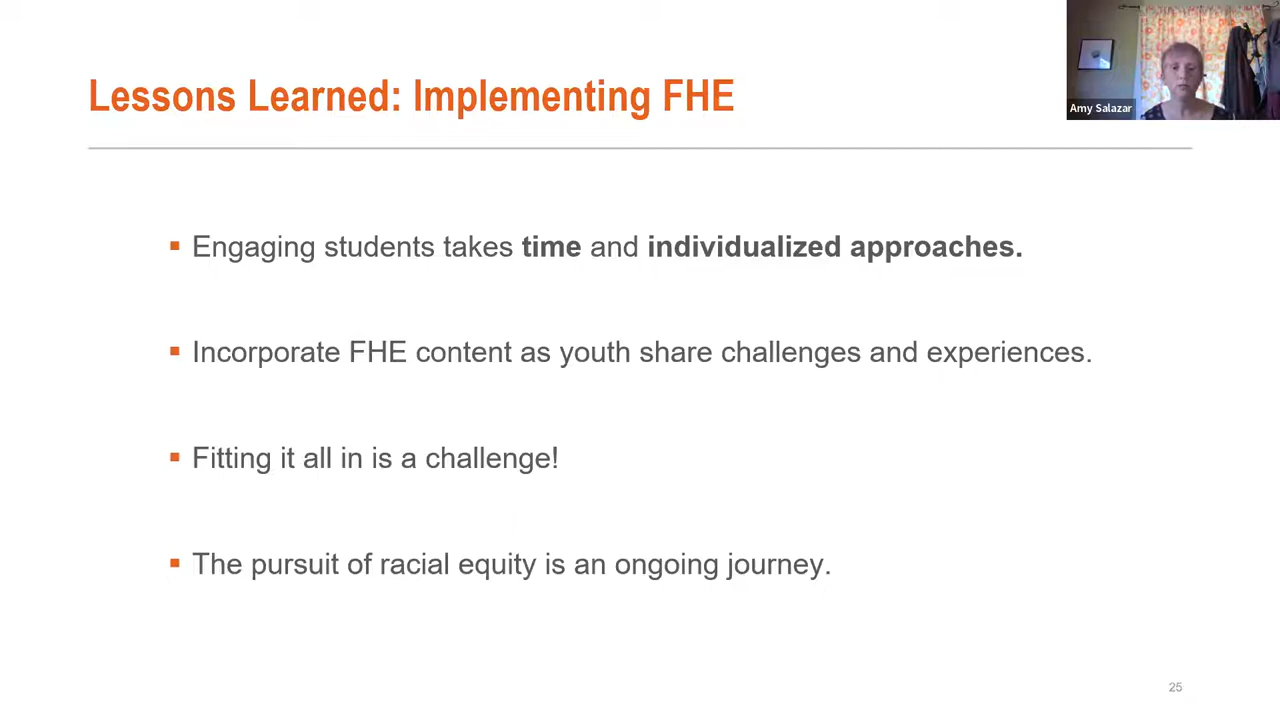 Lessons Learned: Implementing FHE
Amy Salazar
▪ Engaging students takes time and individualized approaches.
▪ Incorporate FHE content as youth share challenges and experiences.
▪ Fitting it all in is a challenge!
▪ The pursuit of racial equity is an ongoing journey.
25